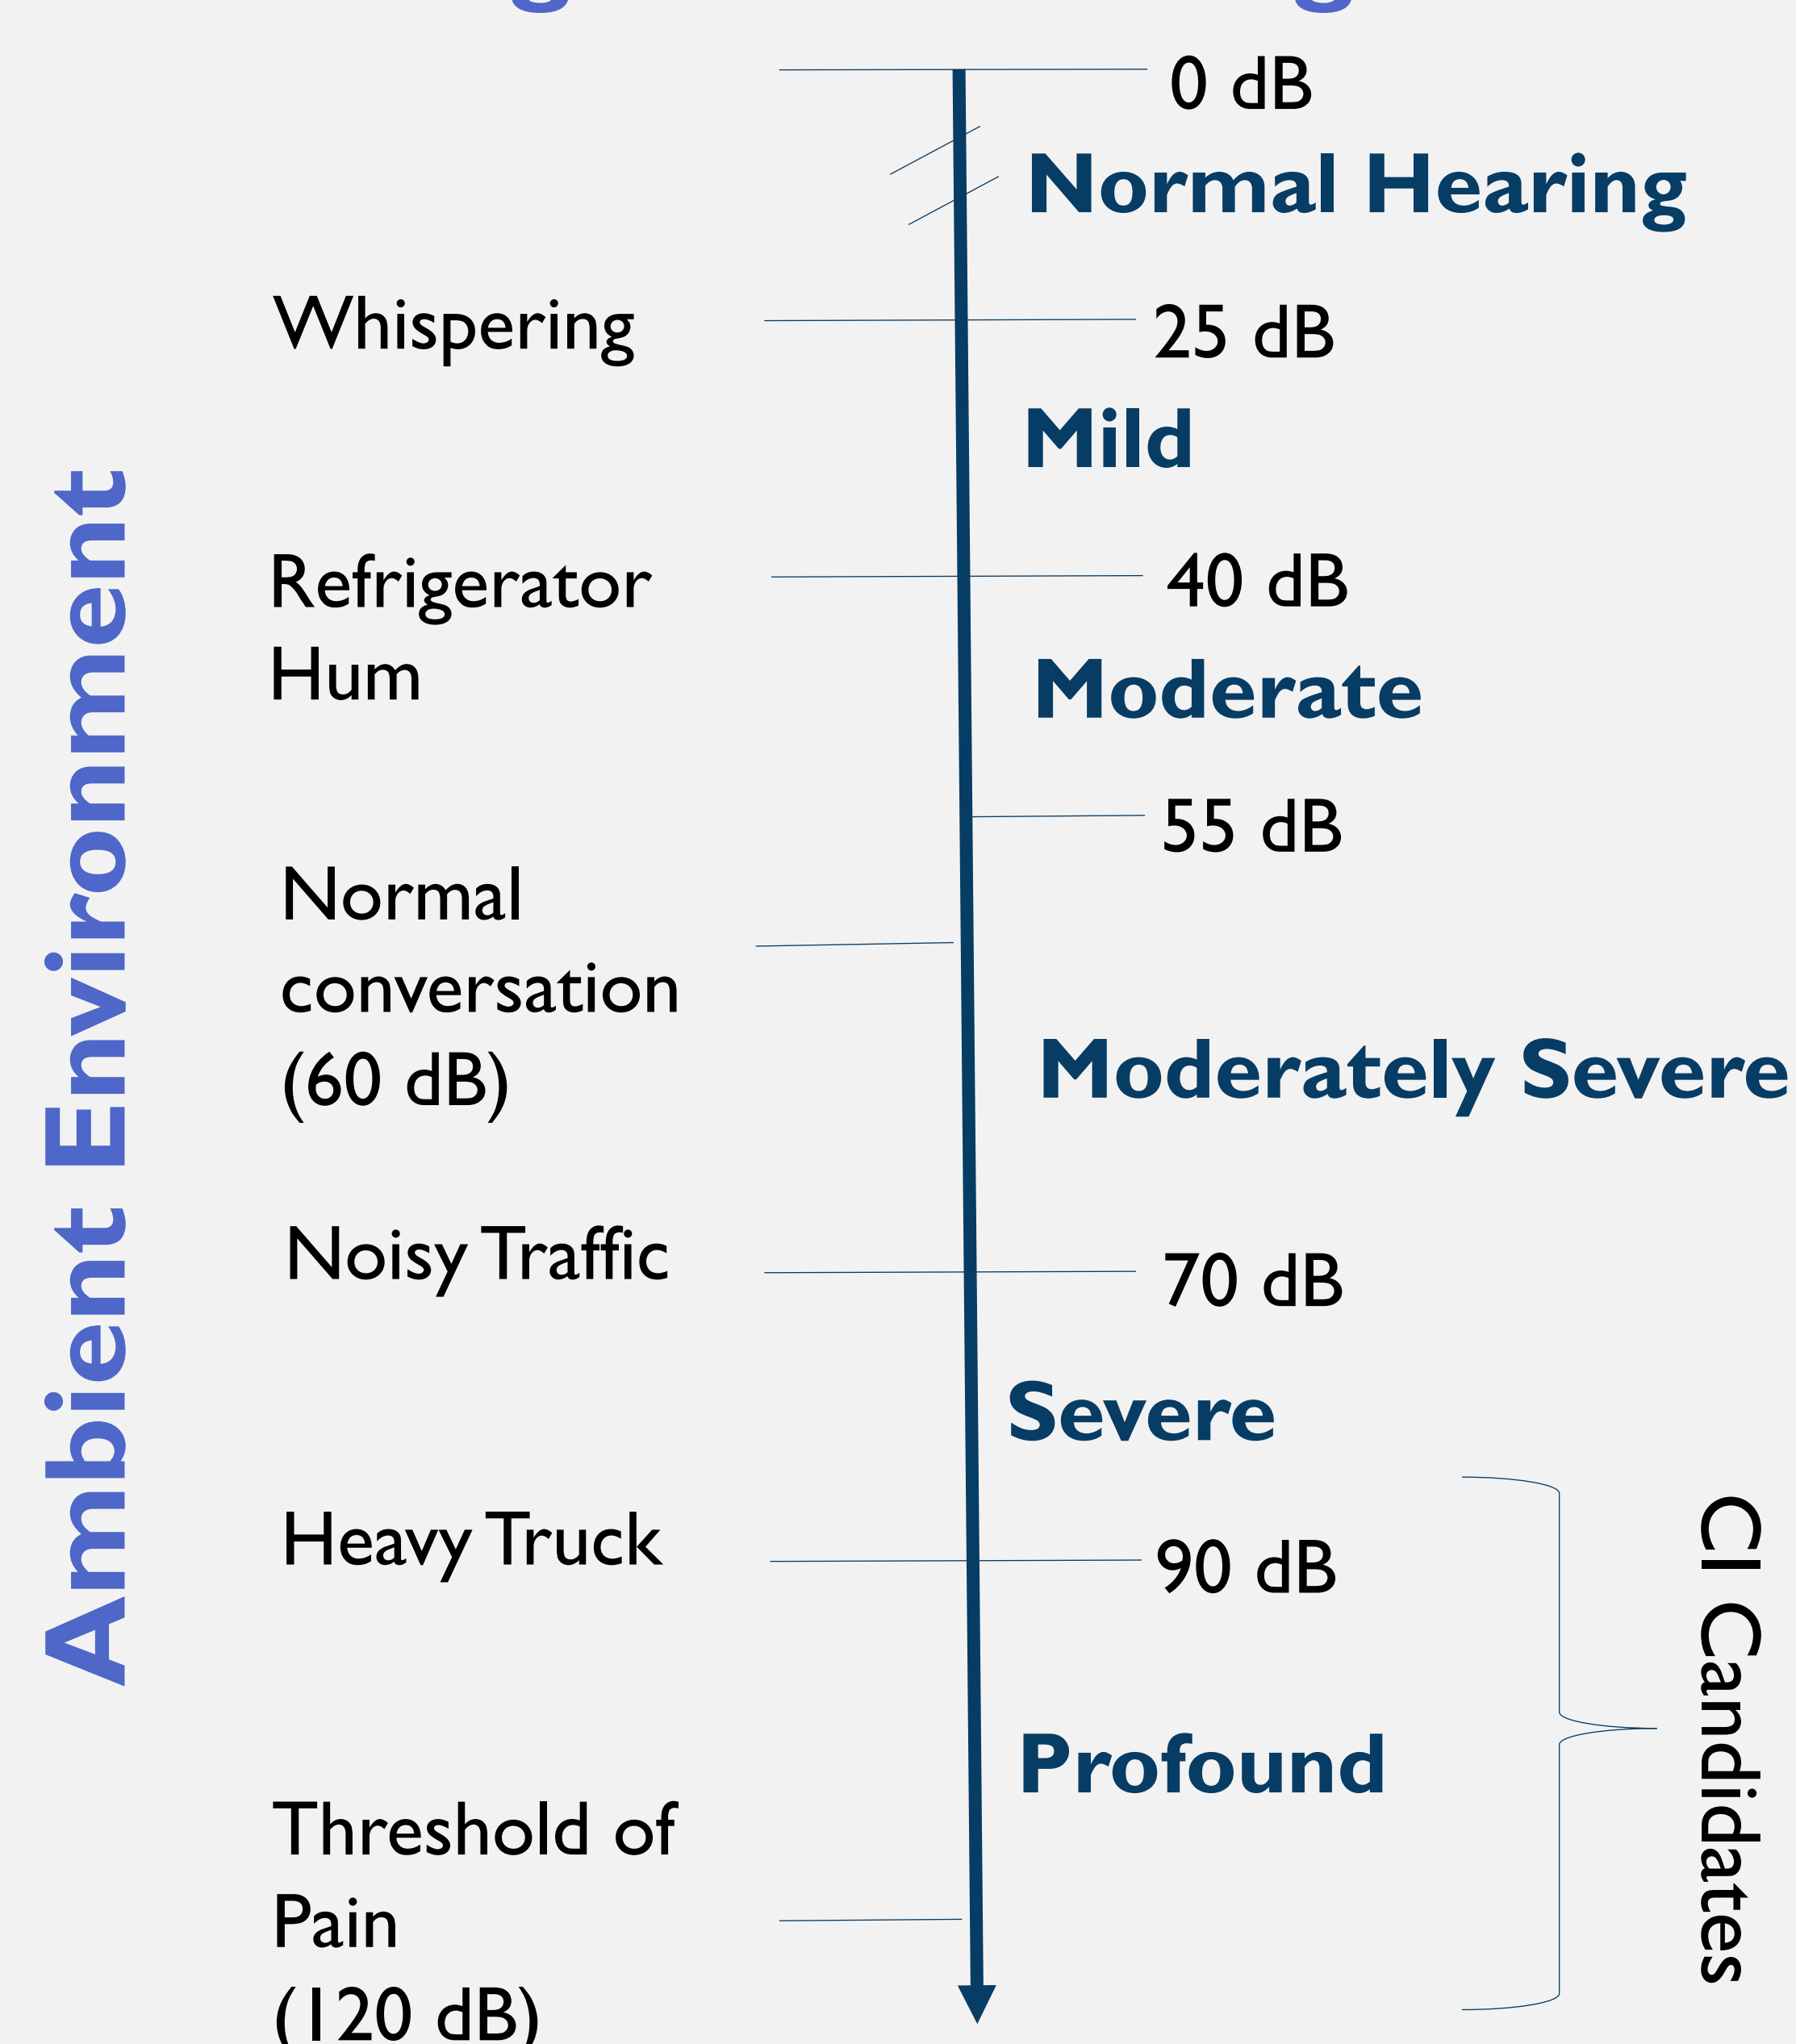 0 dB
Normal Hearing
Whispering
25 dB
Mild
Refrigerator
Hum
40 dB
Moderate
55 dB
Normal
conversation
(60 dB)
Moderately Severe
Noisy Traffic
70 dB
Severe
Heavy Truck
90 dB
Profound
Threshold of
Pain
(120 dB)
Ambient Environment
CI Candidates